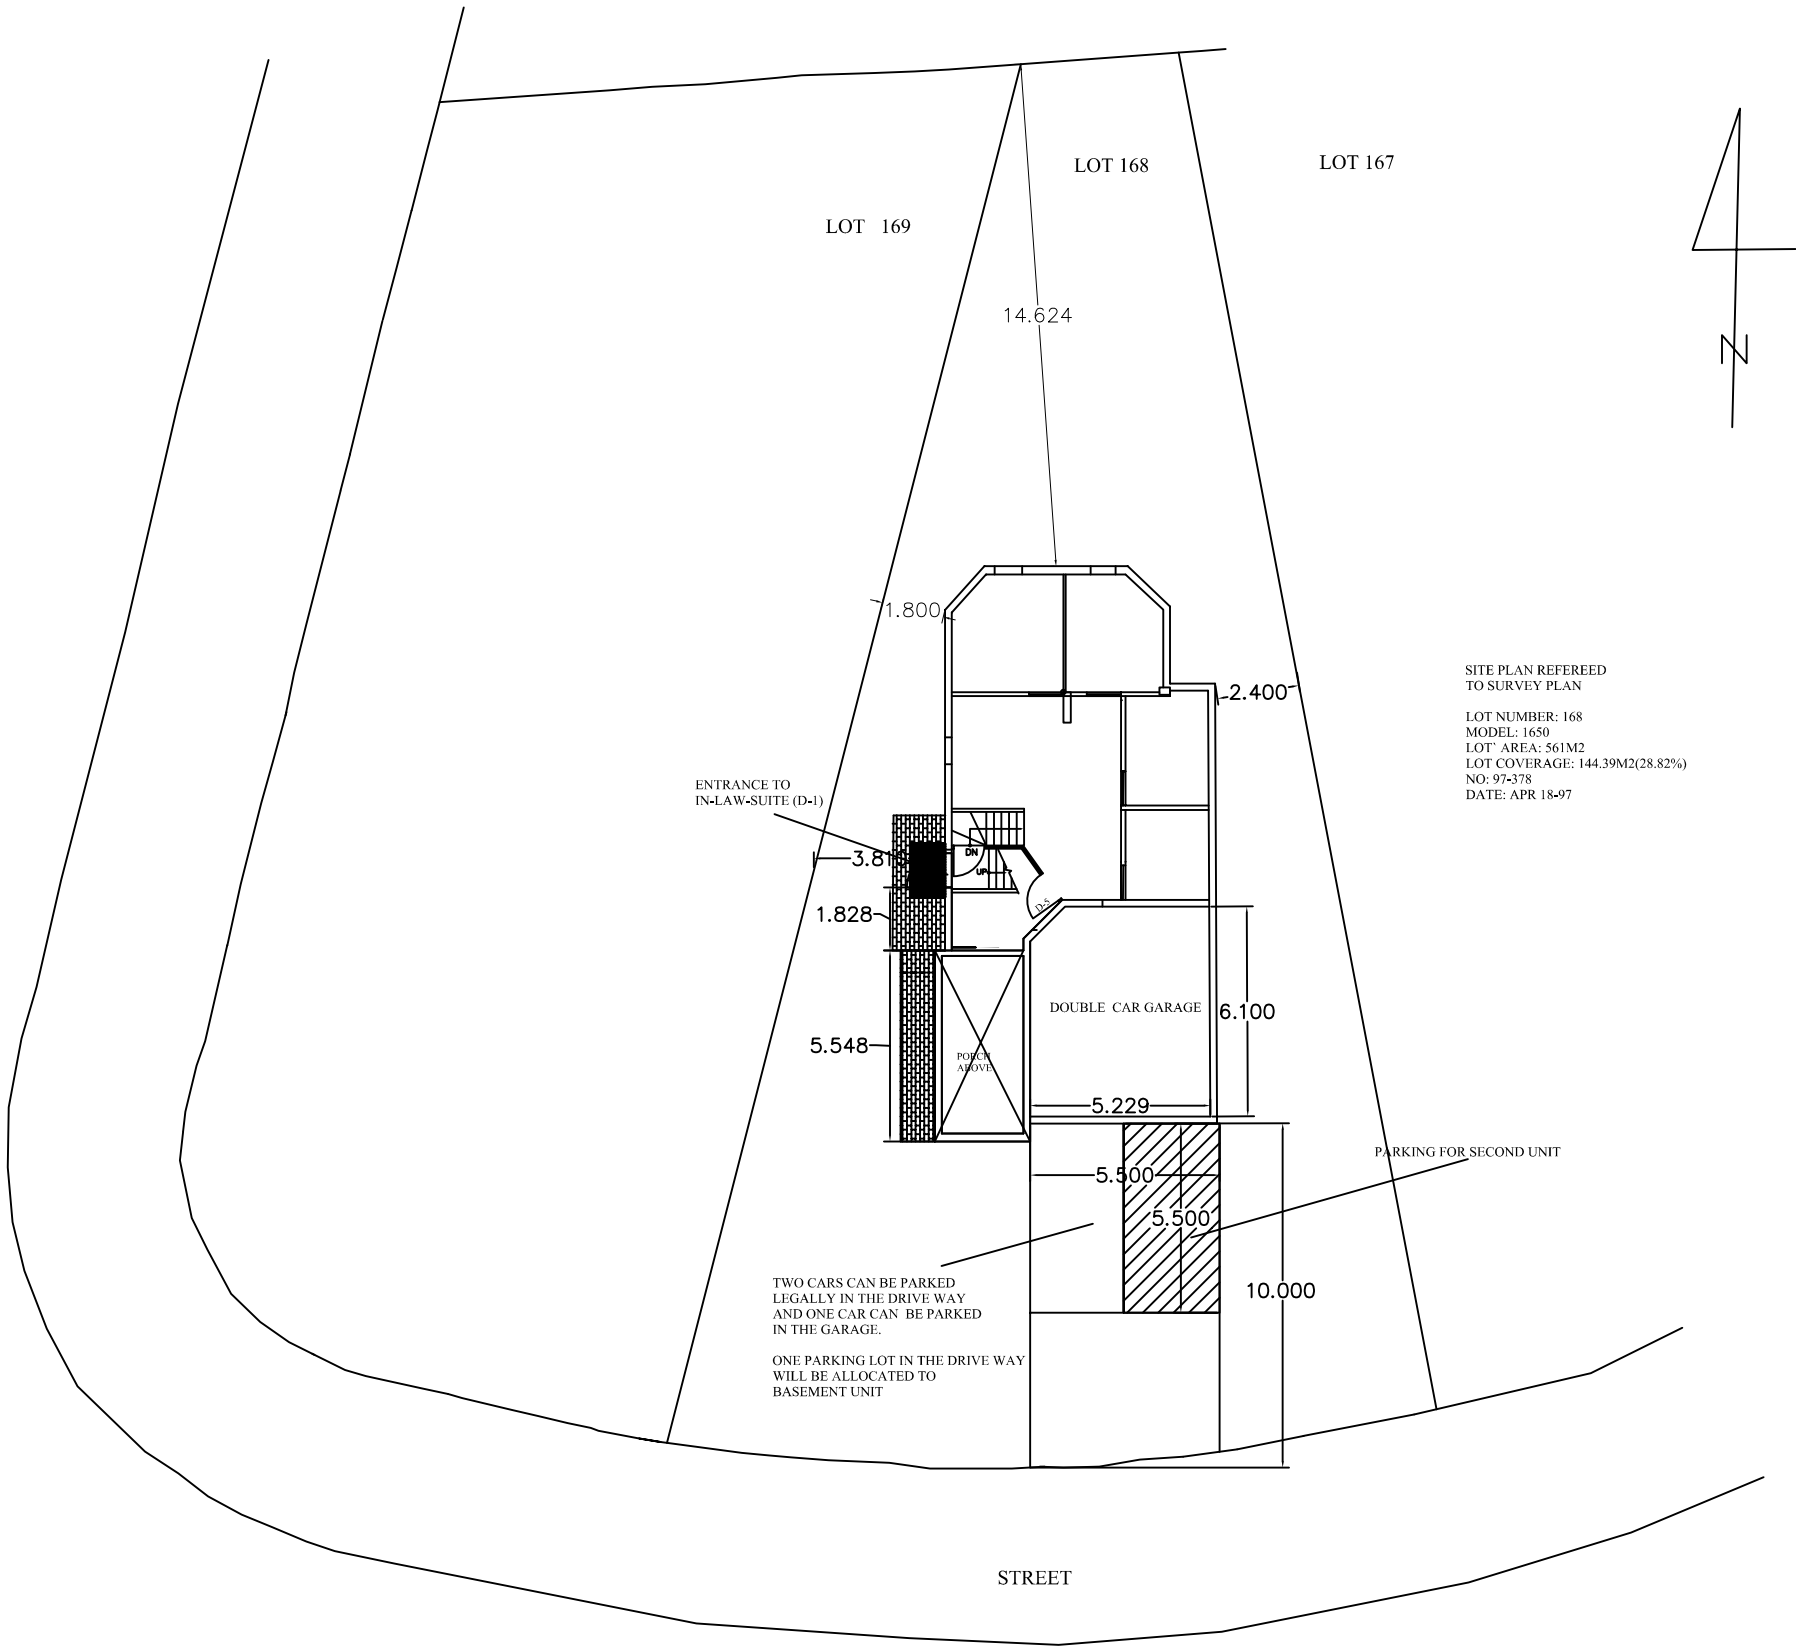 LOT 168
LOT 167
LOT 169
14.624
N
1.800
2.400
SITE PLAN REFEREED
TO SURVEY PLAN
LOT NUMBER: 168
MODEL: 1650
LOT` AREA: 561M2
LOT COVERAGE: 144.39M2(28.82%)
NO: 97-378
DATE: APR 18-97
ENTRANCE TO
IN-LAW-SUITE (D-1)
DN
UP
D-5
1.828
DOUBLE CAR GARAGE
6.100
5.548
PORCH
ABOVE
5.229
PARKING FOR SECOND UNIT
5.500
5.500
10.000
TWO CARS CAN BE PARKED
LEGALLY IN THE DRIVE WAY
AND ONE CAR CAN BE PARKED
IN THE GARAGE.
ONE PARKING LOT IN THE DRIVE WAY
WILL BE ALLOCATED TO
BASEMENT UNIT
STREET